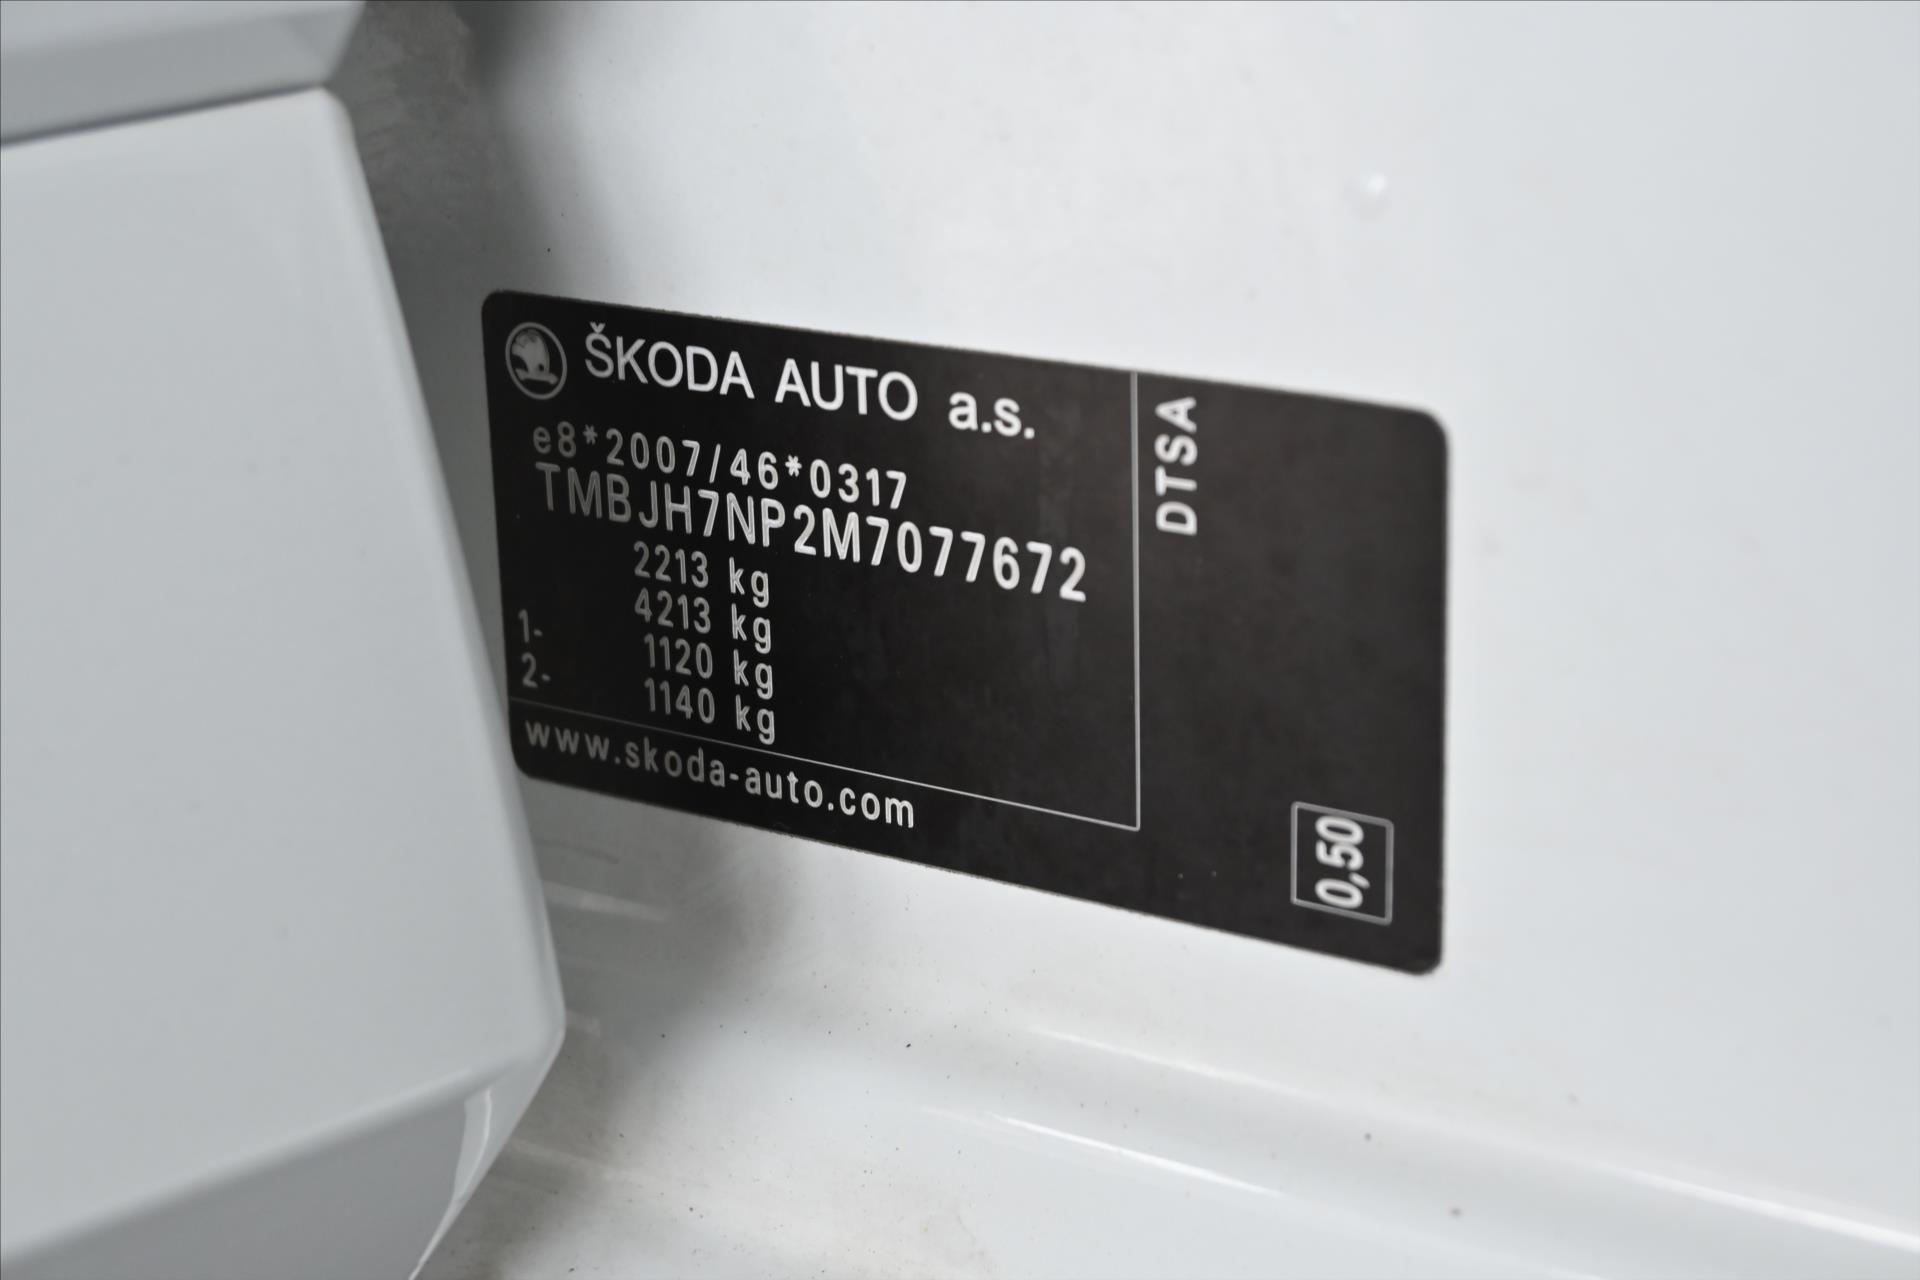 ŠKODA AUTO a.s.
e8*2007/46*0317
TMBJH7NP2M7077672
2213 kg
4213 kg
1- 1120 kg
2- 1140 kg
www.skoda-auto.com
DTSA
0,50